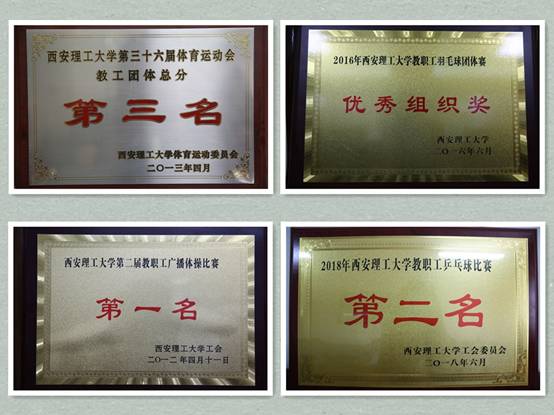 西安理工大学第三十六届体育运动会
教工团体总分
第三名
西安理工大学体育运动委员会
二〇一三年四月
2016年西安理工大学教职工羽毛球团体赛
优秀组织奖
西安理工大学
二〇一六年六月
西安理工大学第二届教职工广播体操比赛
第一名
西安理工大学工会
二〇一二年四月十一日
2018年西安理工大学教职工乒乓球比赛
第二名
西安理工大学工会委员会
二〇一八年六月